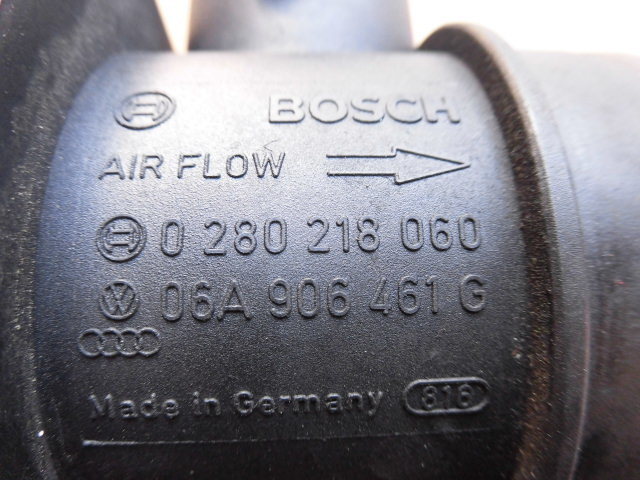 BOSCH
AIR FLOW
0 280 218 060
06A 906 461 G
Made in Germany 816